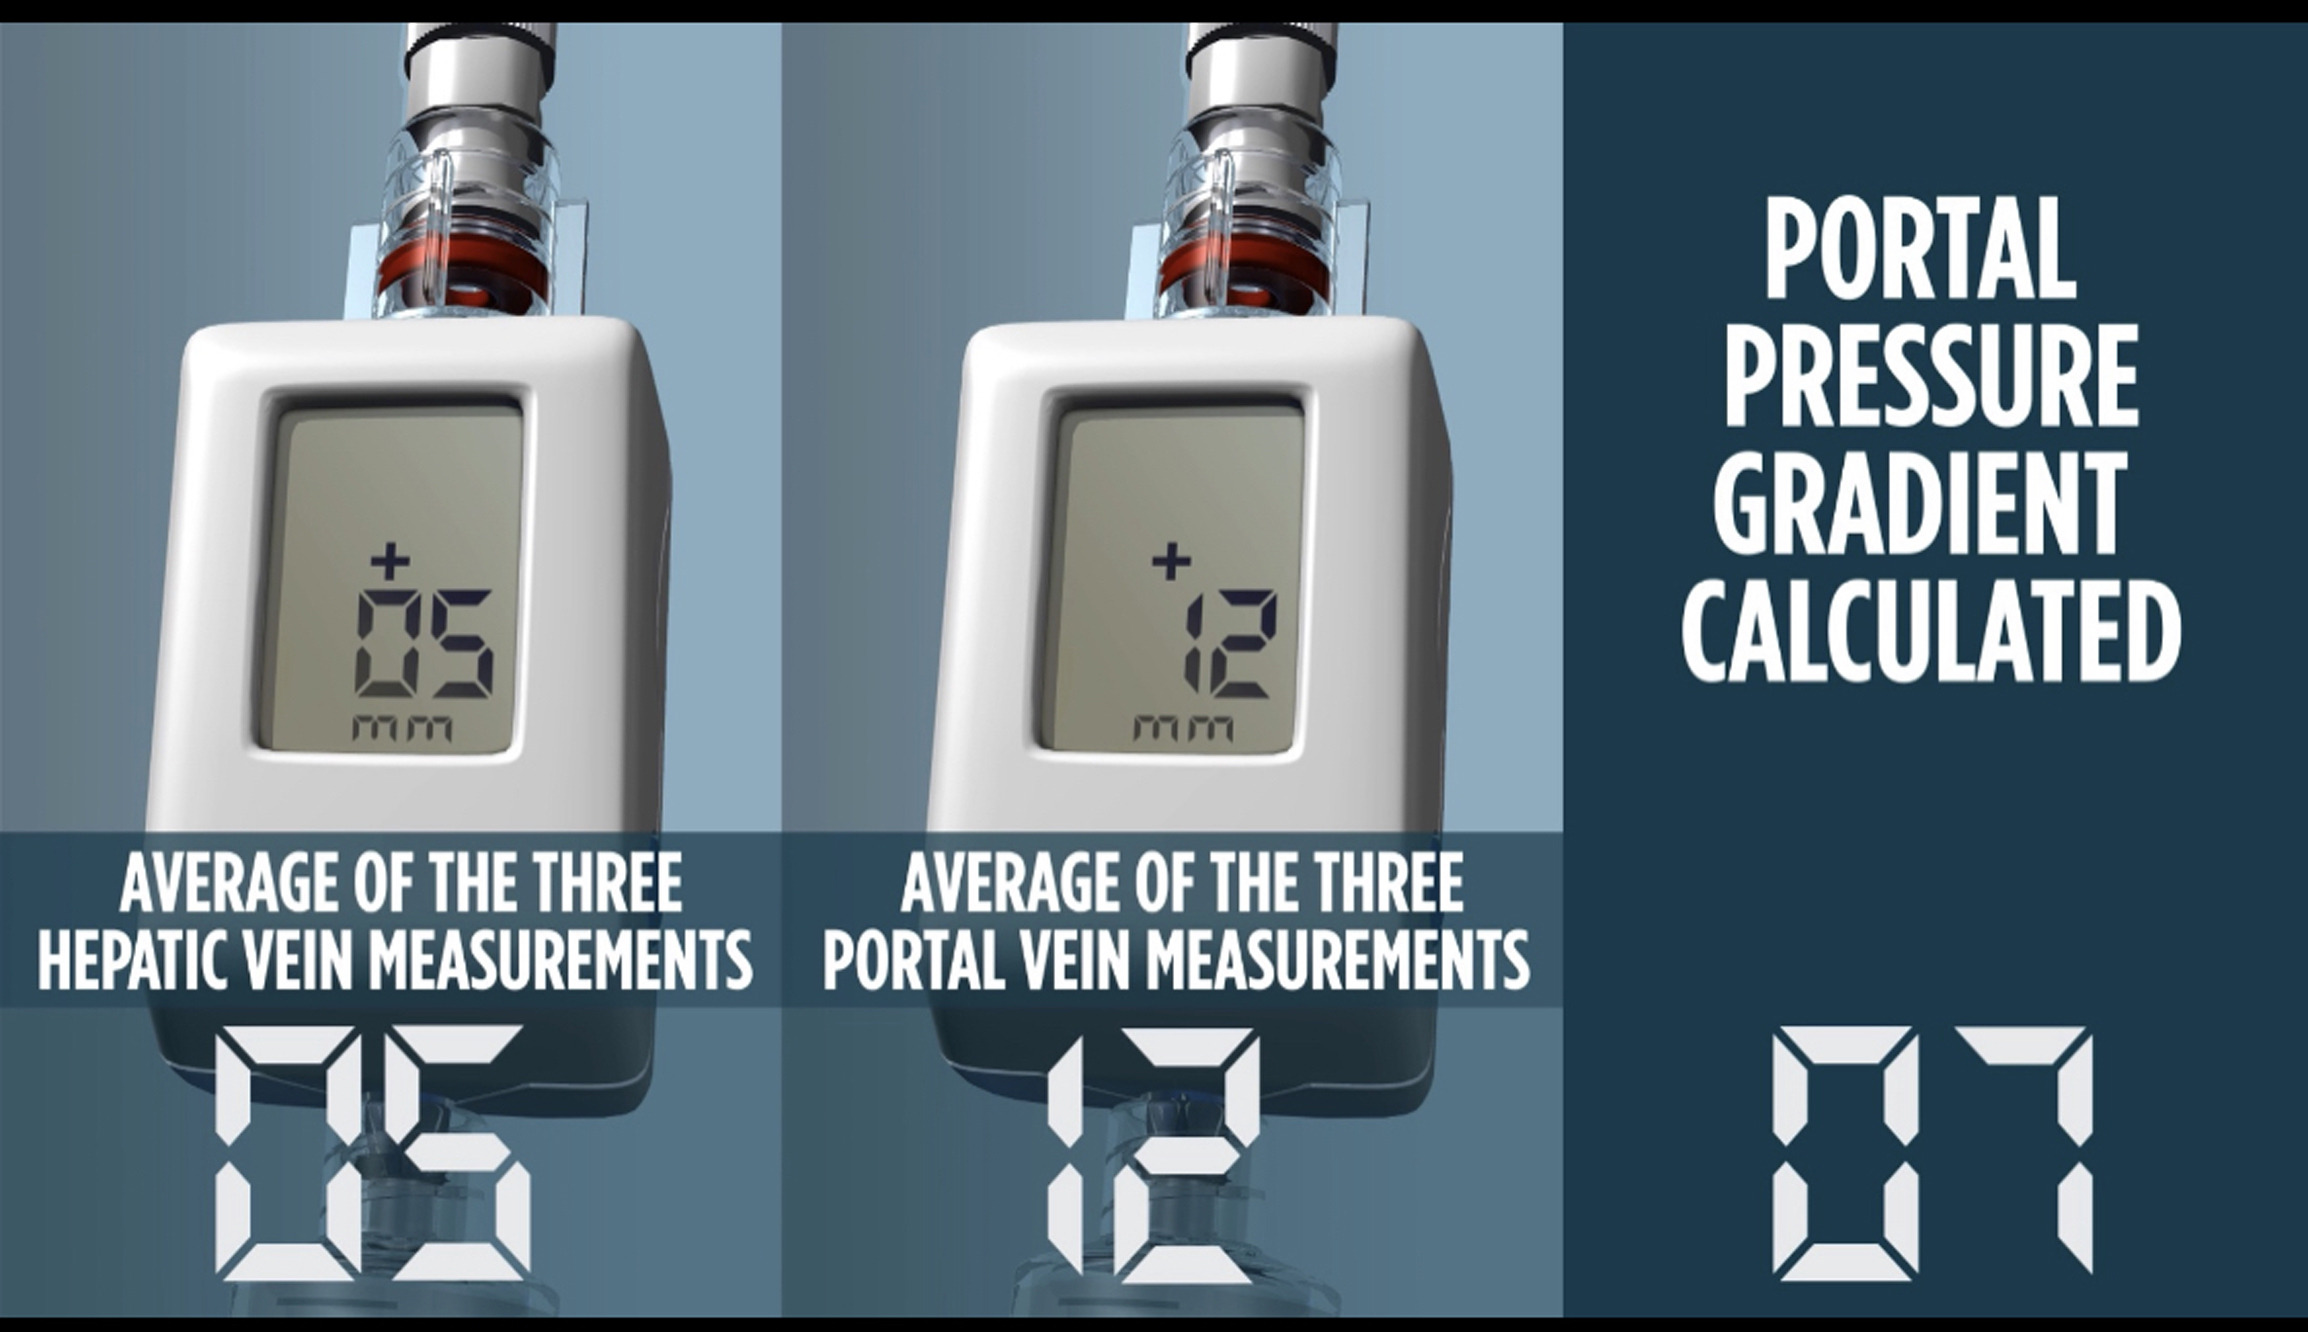 +
05
mm
AVERAGE OF THE THREE
HEPATIC VEIN MEASUREMENTS
05
+
12
mm
AVERAGE OF THE THREE
PORTAL VEIN MEASUREMENTS
12
PORTAL
PRESSURE
GRADIENT
CALCULATED
07